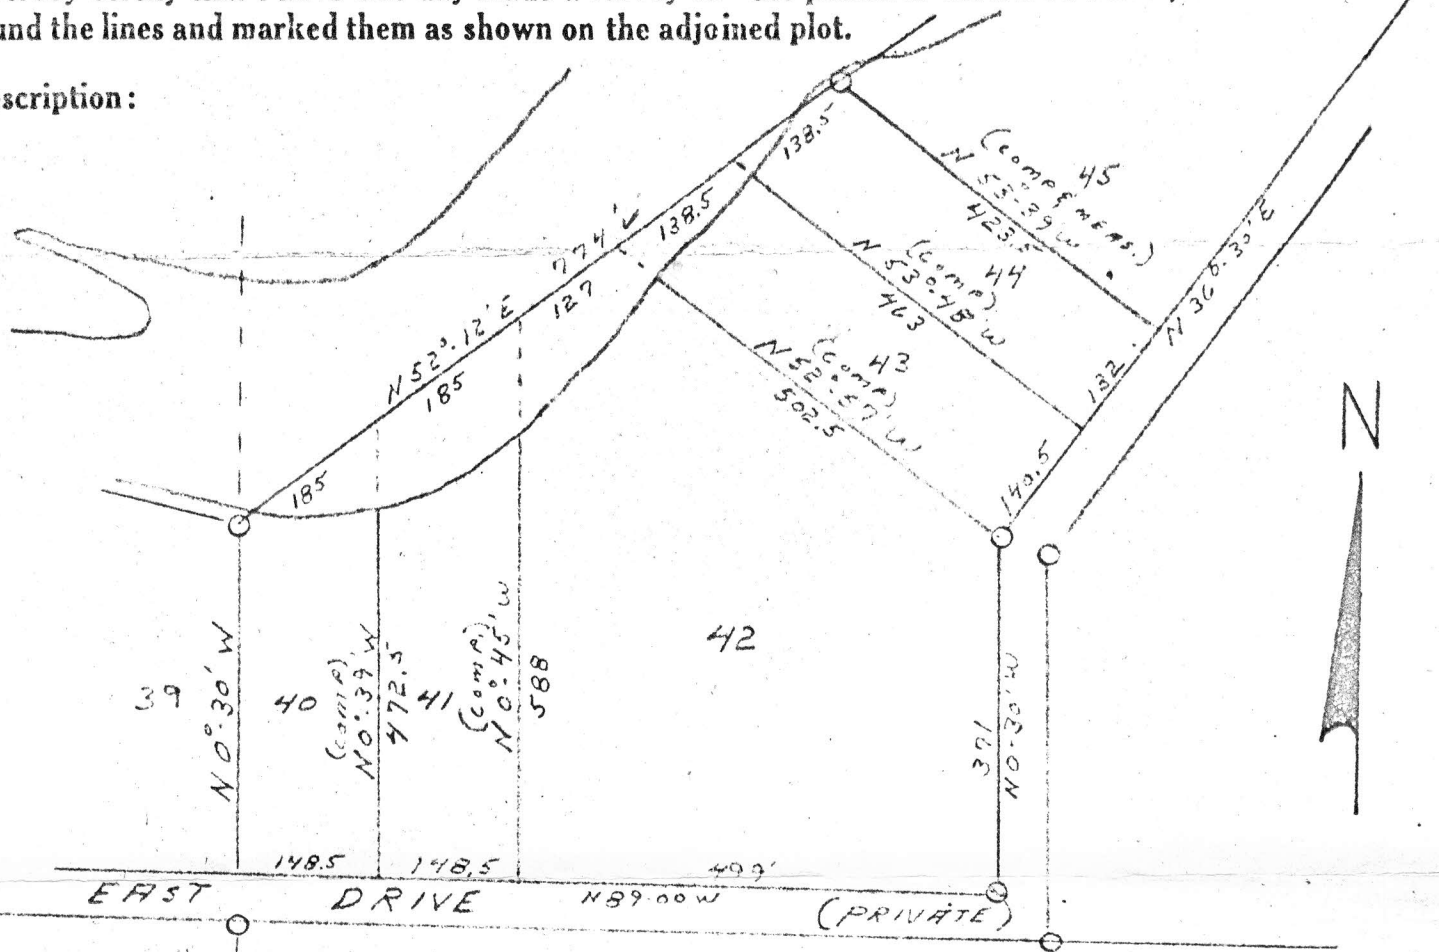 und the lines and marked them as shown on the adjoined plot.
scription:
138.5
45
(comp & meas.)
N 53°-39' W
423.5
774'
138.5
127
N 52°-12' E
185
185
44
(comp)
N 53°-48' W
463
43
(comp)
N 52°-57' W
502.5
132
140.5
N 36°-33' E
N
39
N 0°-30' W
40
(comp)
N 0°-39' W
472.5
41
(comp.)
N 0°-45' W
588
42
371
N 0-30' W
148.5
148.5
499'
EAST DRIVE
N 89-00 W
(PRIVATE)